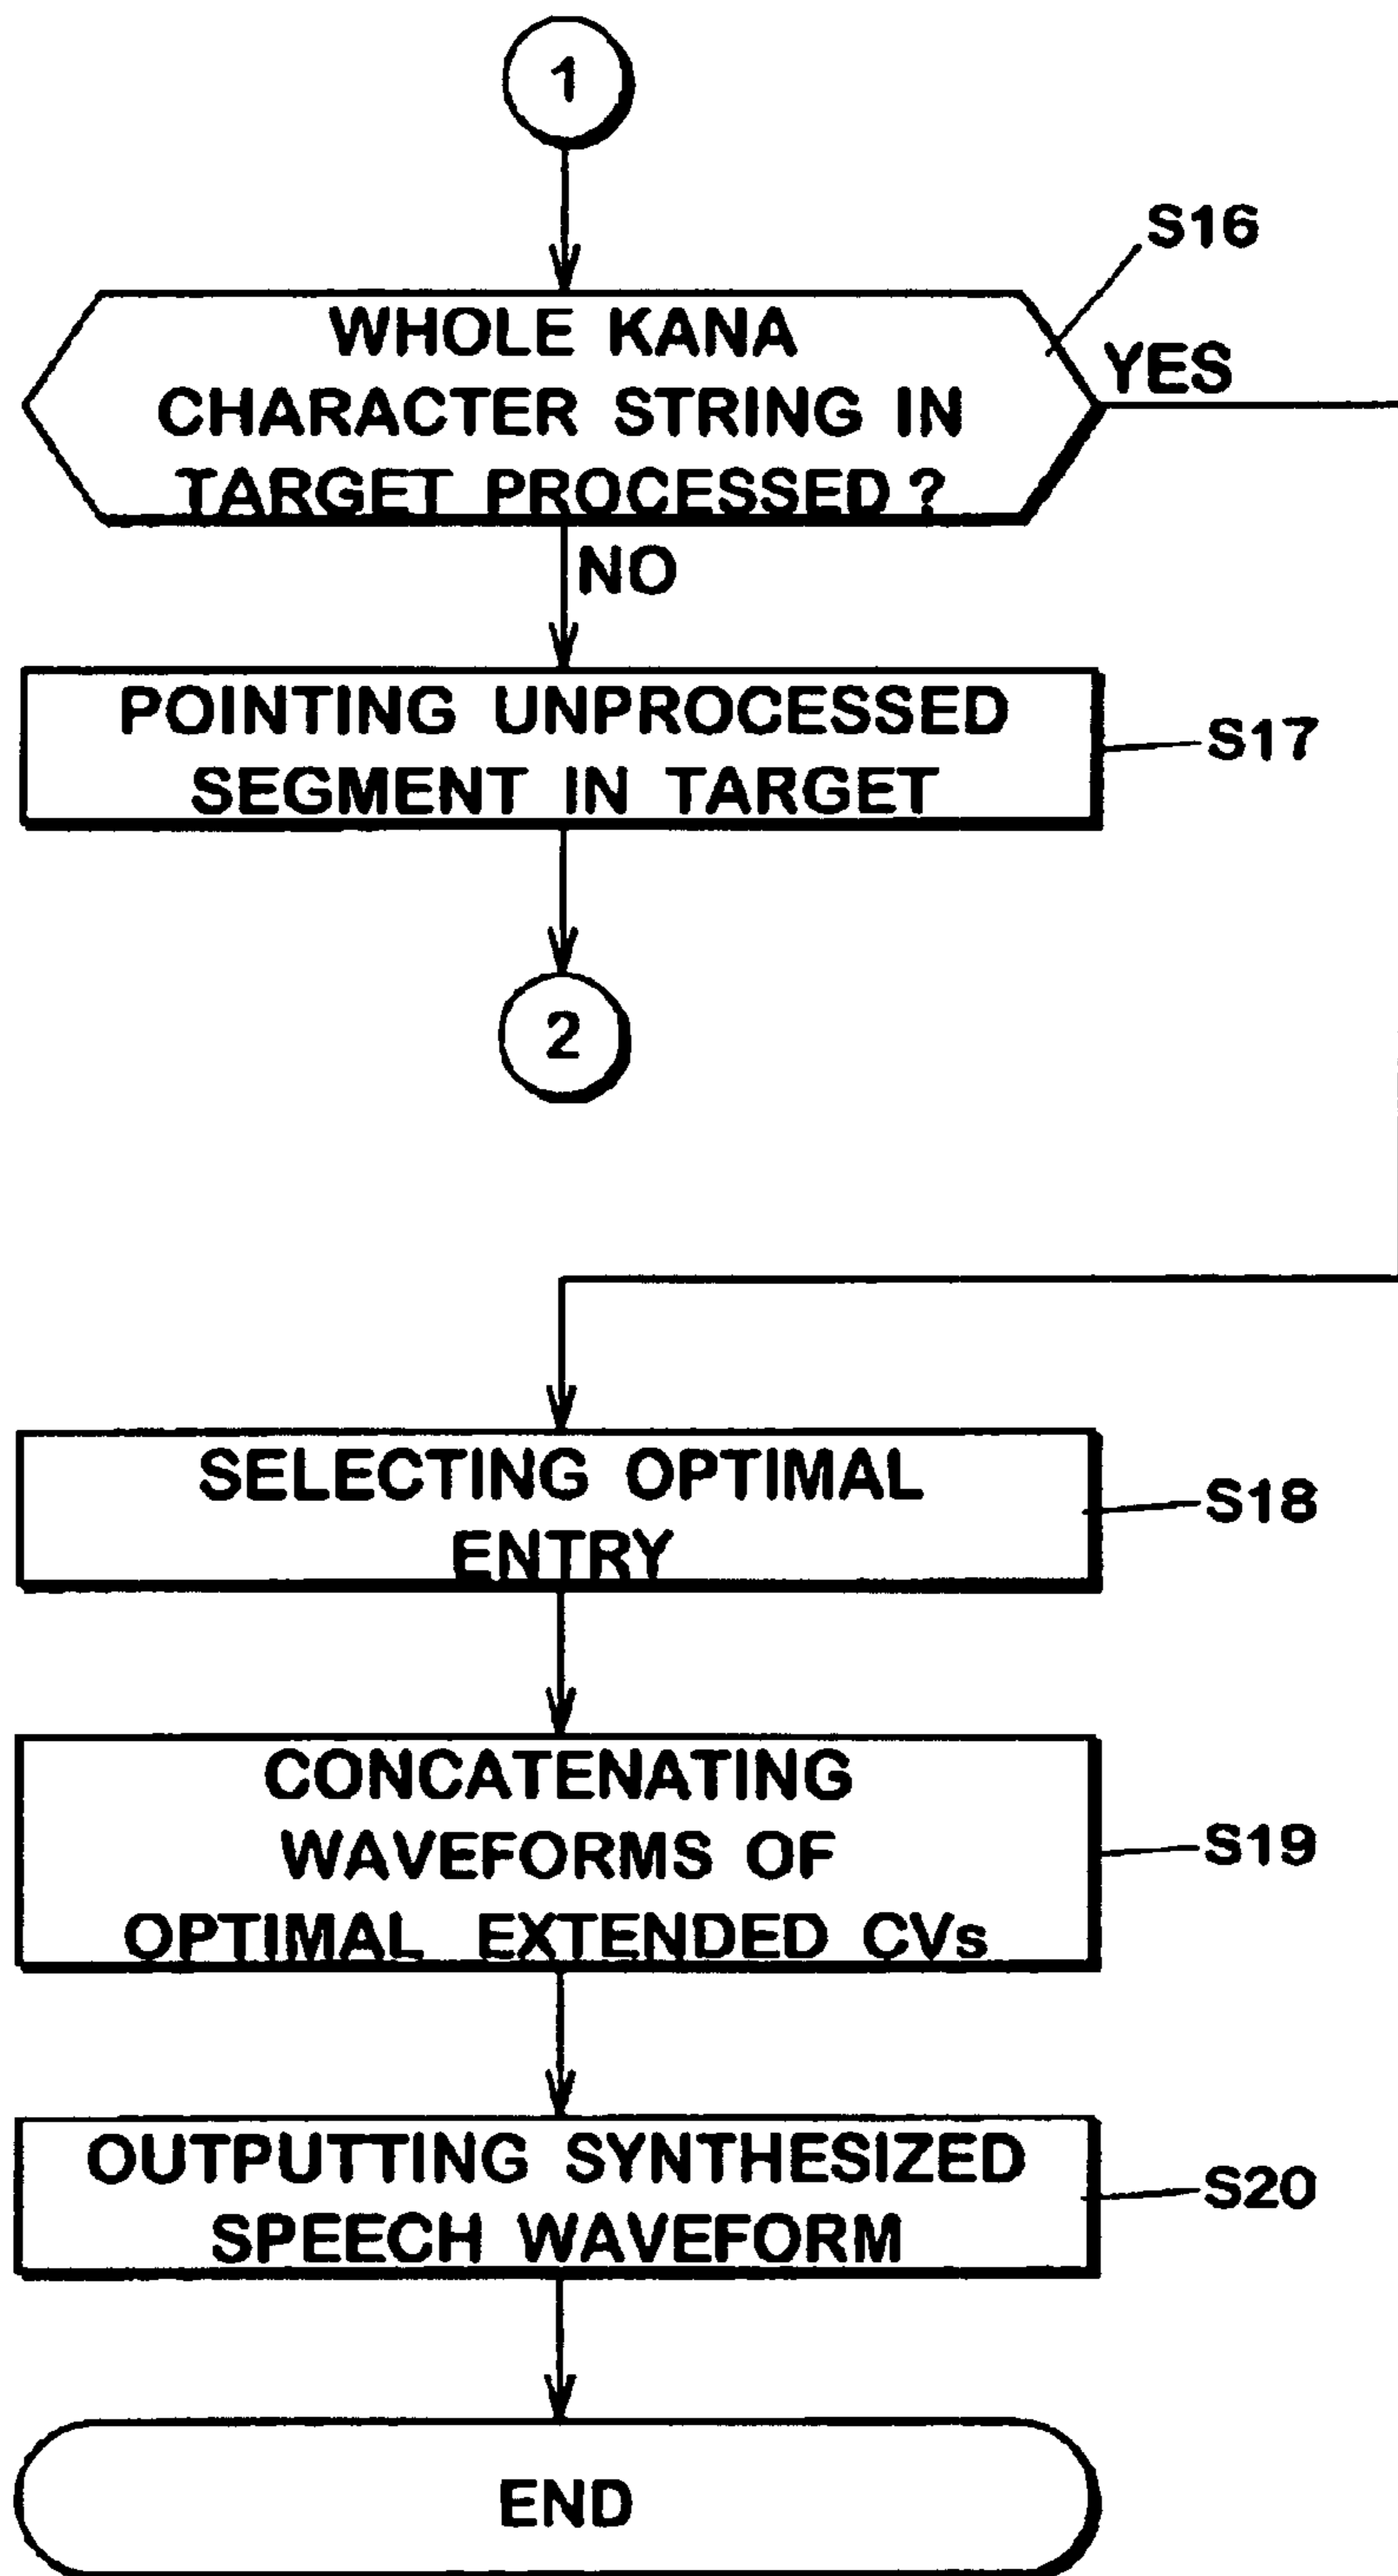 1
S16
WHOLE KANA
CHARACTER STRING IN
TARGET PROCESSED ?
YES
NO
POINTING UNPROCESSED
SEGMENT IN TARGET
S17
2
SELECTING OPTIMAL
ENTRY
S18
CONCATENATING
WAVEFORMS OF
OPTIMAL EXTENDED CVs
S19
OUTPUTTING SYNTHESIZED
SPEECH WAVEFORM
S20
END